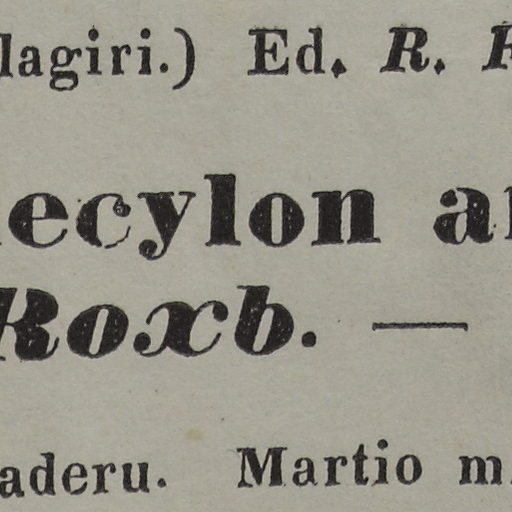 lagiri.) Ed. R.
ecylon a
Roxb. —
aderu. Martio m.